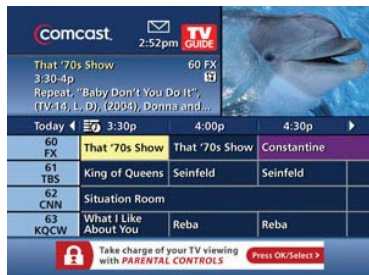 comcast.
2:52pm
TV
GUIDE
That '70s Show 60 FX
3:30-4p
Repeat, "Baby Don't You Do It",
(TV-14, L, D), (2004), Donna and...
Today 3:30p 4:00p 4:30p
60
FX
That '70s Show That '70s Show Constantine
61
TBS
King of Queens Seinfeld Seinfeld
62
CNN
Situation Room
63
KQCW
What I Like
About You
Reba Reba
Take charge of your TV viewing
with PARENTAL CONTROLS
Press OK/Select >